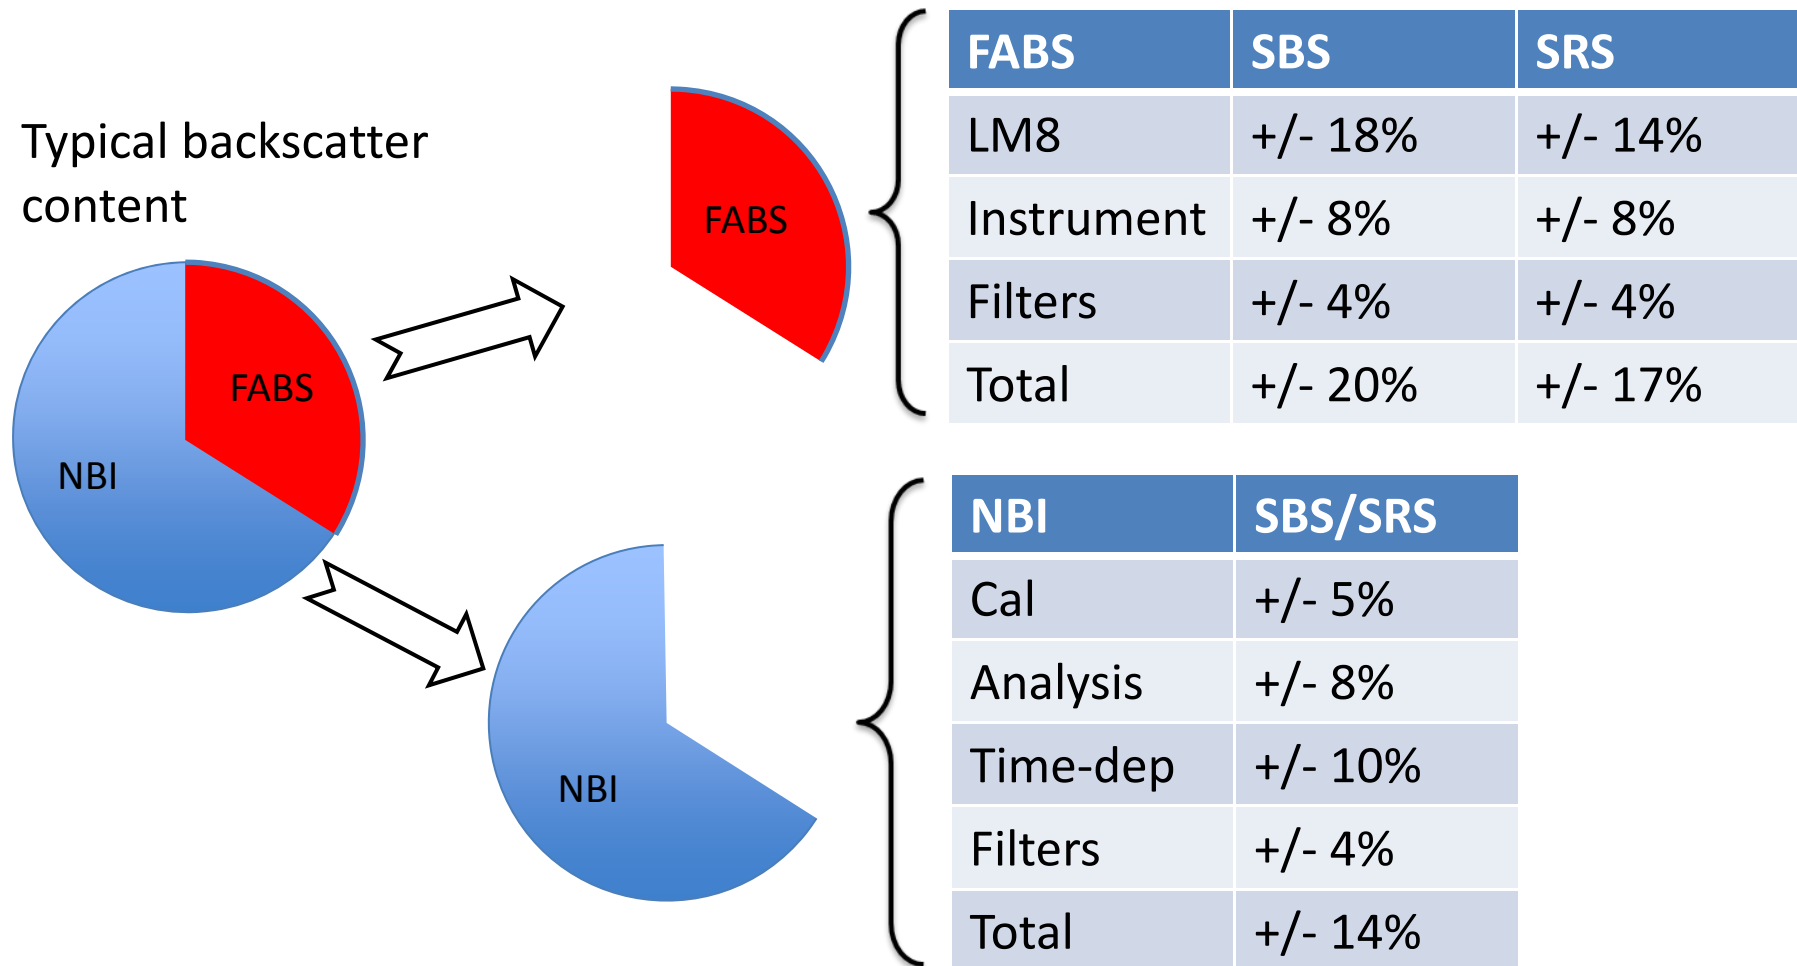 Typical backscatter
content
FABS
NBI
FABS
NBI
FABS SBS SRS
LM8 +/- 18% +/- 14%
Instrument +/- 8% +/- 8%
Filters +/- 4% +/- 4%
Total +/- 20% +/- 17%
NBI SBS/SRS
Cal +/- 5%
Analysis +/- 8%
Time-dep +/- 10%
Filters +/- 4%
Total +/- 14%